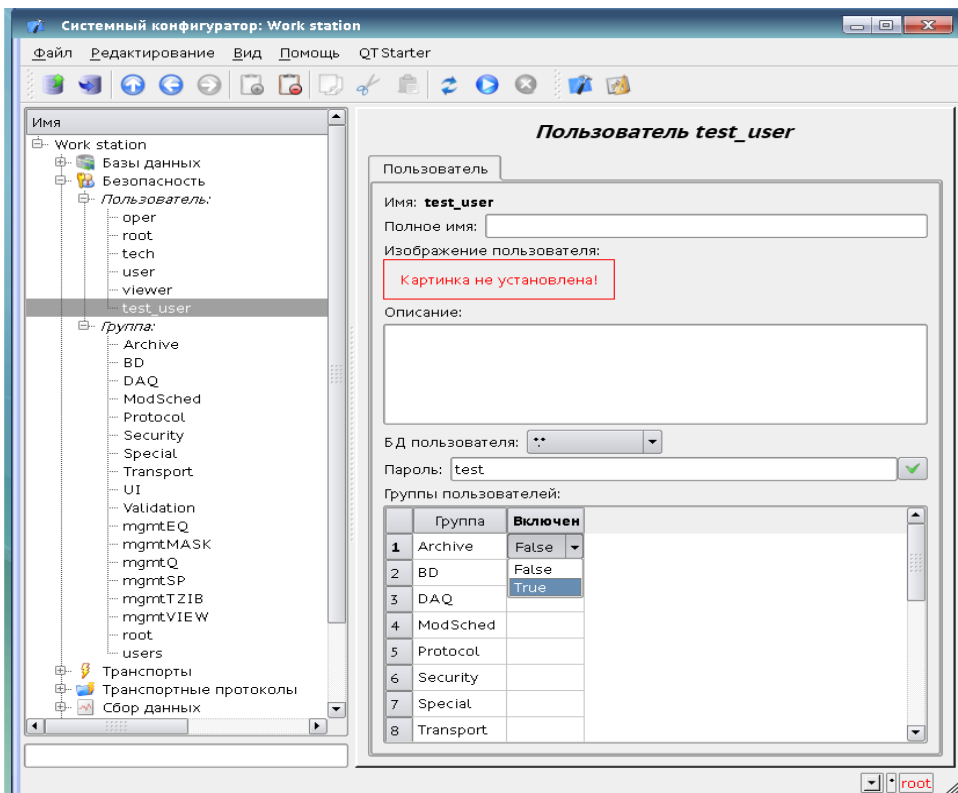 Системный конфигуратор: Work station
Файл Редактирование Вид Помощь QTStarter
Имя
Work station
Базы данных
Безопасность
Пользователь:
oper
root
tech
user
viewer
test_user
Группа:
Archive
BD
DAQ
ModSched
Protocol
Security
Special
Transport
UI
Validation
mgmtEQ
mgmtMASK
mgmtQ
mgmtSP
mgmtTZIB
mgmtVIEW
root
users
Транспорты
Транспортные протоколы
Сбор данных
Пользователь test_user
Пользователь
Имя: test_user
Полное имя:
Изображение пользователя:
Картинка не установлена!
Описание:
БД пользователя: *.*
Пароль: test
Группы пользователей:
Группа Включен
1 Archive False
False
True
2 BD
3 DAQ
4 ModSched
5 Protocol
6 Security
7 Special
8 Transport
* root